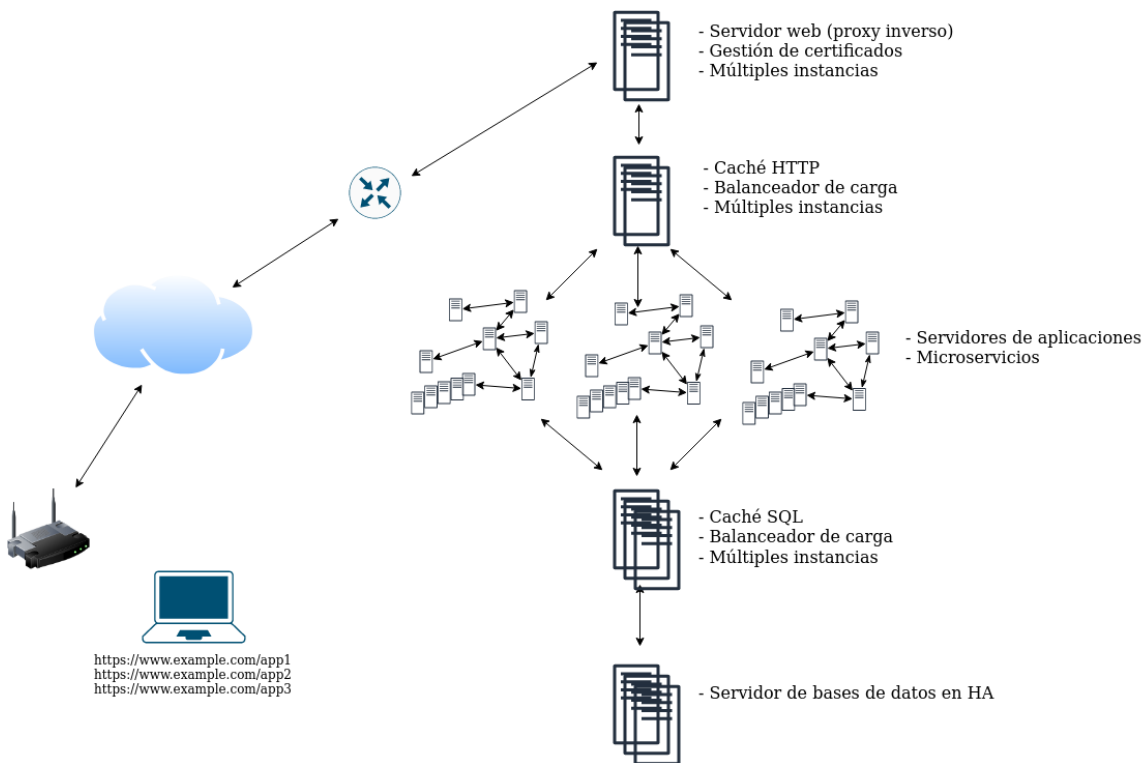 - Servidor web (proxy inverso)
- Gestión de certificados
- Múltiples instancias
- Caché HTTP
- Balanceador de carga
- Múltiples instancias
- Servidores de aplicaciones
- Microservicios
- Caché SQL
- Balanceador de carga
- Múltiples instancias
https://www.example.com/app1
https://www.example.com/app2
https://www.example.com/app3
- Servidor de bases de datos en HA